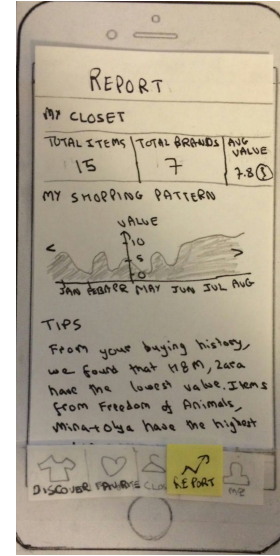 REPORT
MY CLOSET
TOTAL ITEMS TOTAL BRANDS AVG VALUE
15 7 7.8 $
MY SHOPPING PATTERN
VALUE
10
5
0
JAN APR MAY JUN JUL AUG
TIPS
From your buying history,
we found that H&M, Zara
have the lowest value. Items
from Freedom of Animals,
Mina+olya have the highest
DISCOVER FAVORITE CLO REPORT ME